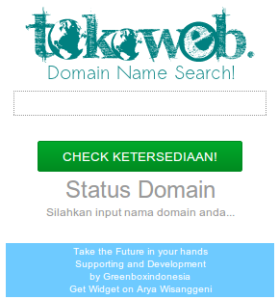 tokoweb.
Domain Name Search!
CHECK KETERSEDIAAN!
Status Domain
Silahkan input nama domain anda...
Take the Future in your hands
Supporting and Development
by Greenboxindonesia
Get Widget on Arya Wisanggeni